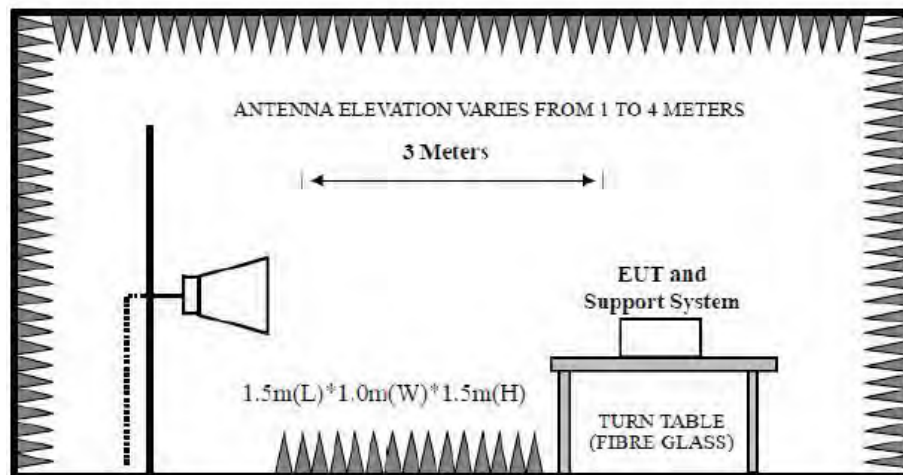 ANTENNA ELEVATION VARIES FROM 1 TO 4 METERS
3 Meters
EUT and
Support System
1.5m(L)*1.0m(W)*1.5m(H)
TURN TABLE
(FIBRE GLASS)